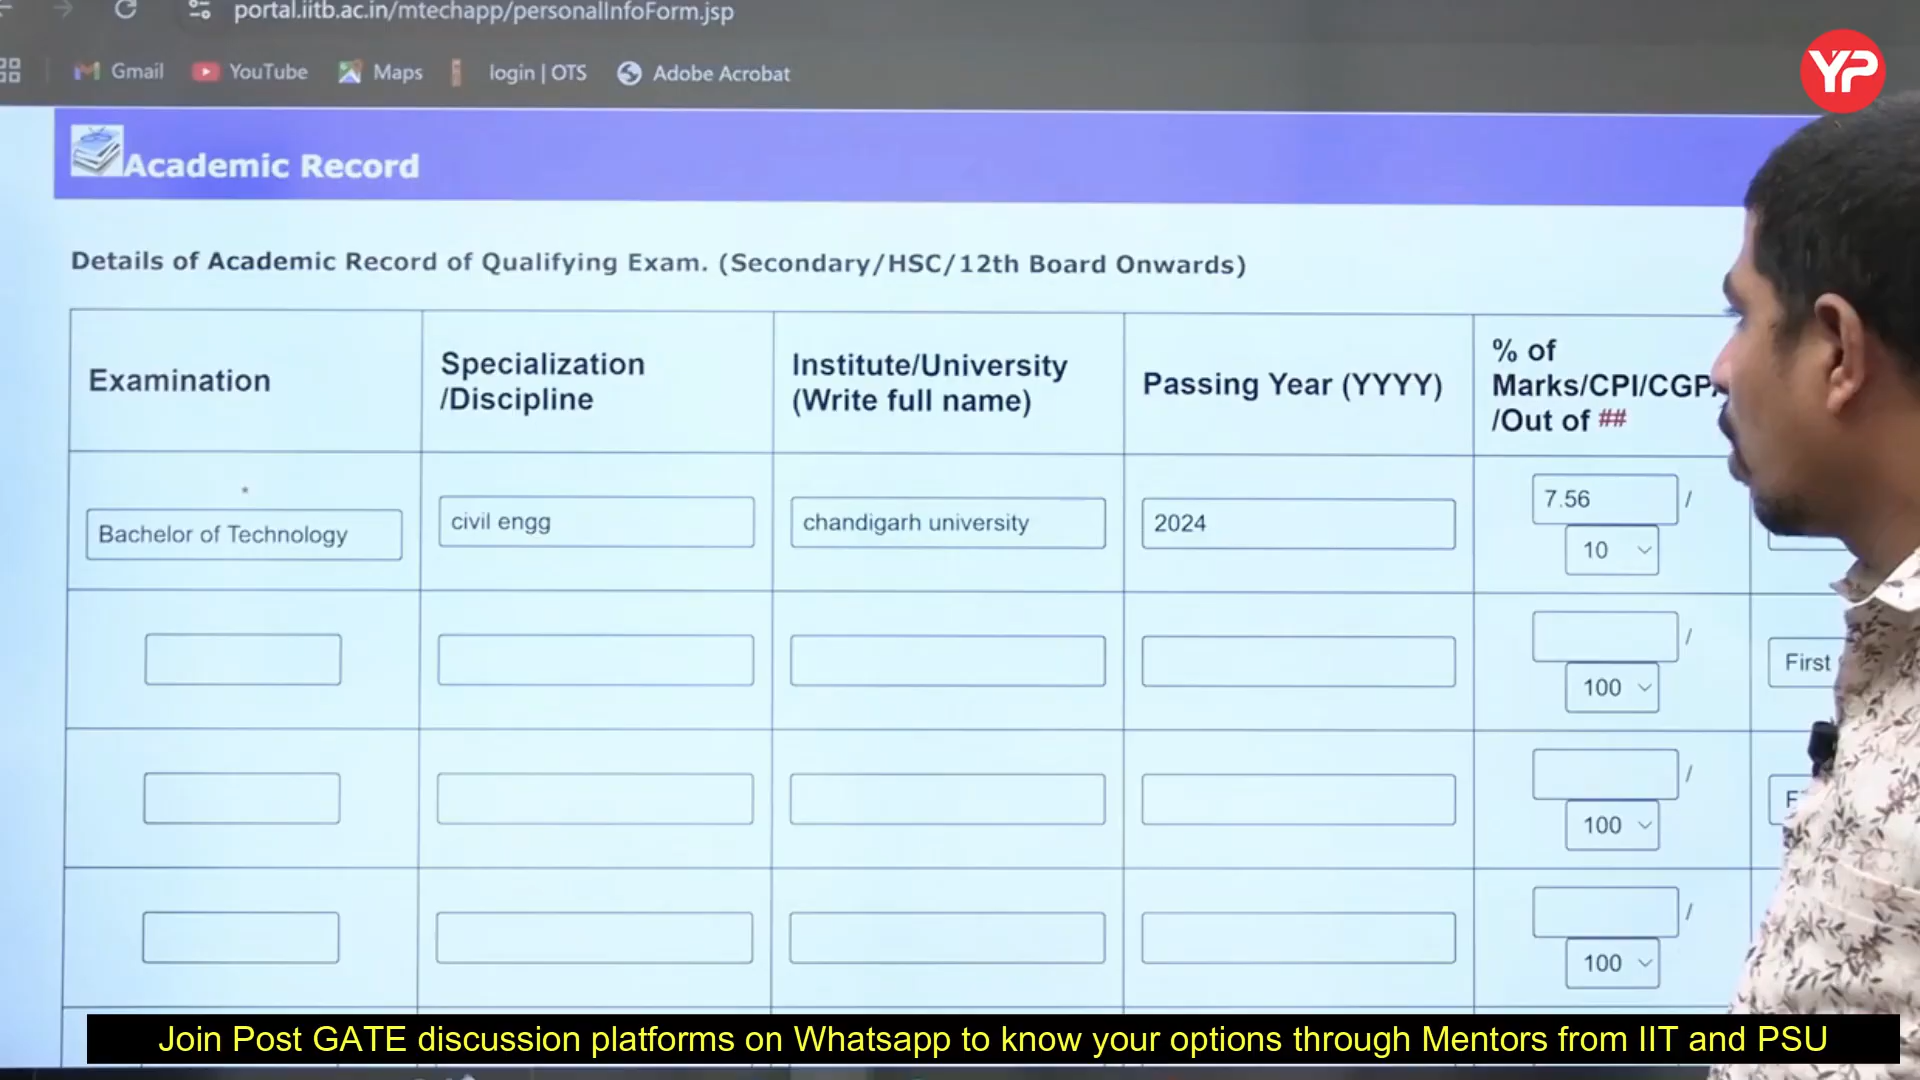 portal.iitb.ac.in/mtechapp/personalInfoForm.jsp
Gmail YouTube Maps login | OTS Adobe Acrobat
YP
Academic Record
Details of Academic Record of Qualifying Exam. (Secondary/HSC/12th Board Onwards)
Examination
Specialization
/Discipline
Institute/University
(Write full name)
Passing Year (YYYY)
% of
Marks/CPI/CGP
/Out of ##
*
Bachelor of Technology
civil engg
chandigarh university
2024
7.56 /
10
/
100
First
/
100
/
100
Join Post GATE discussion platforms on Whatsapp to know your options through Mentors from IIT and PSU